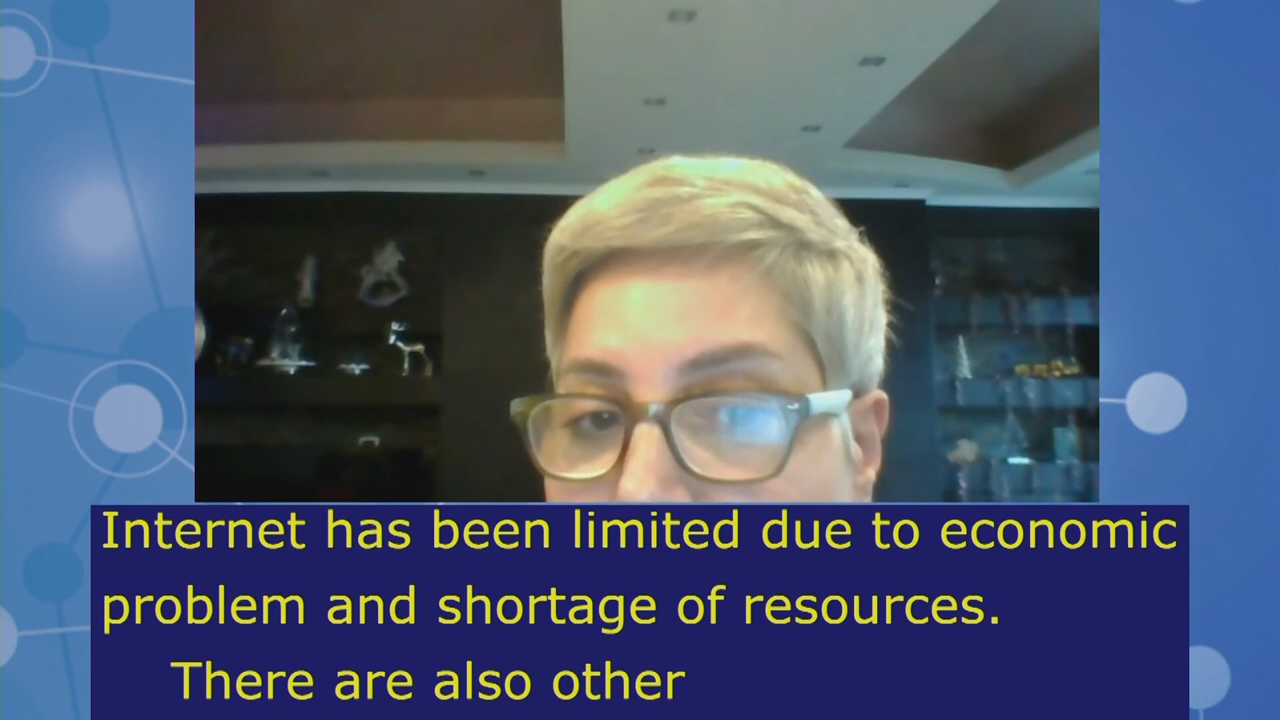 Internet has been limited due to economic
problem and shortage of resources.
There are also other